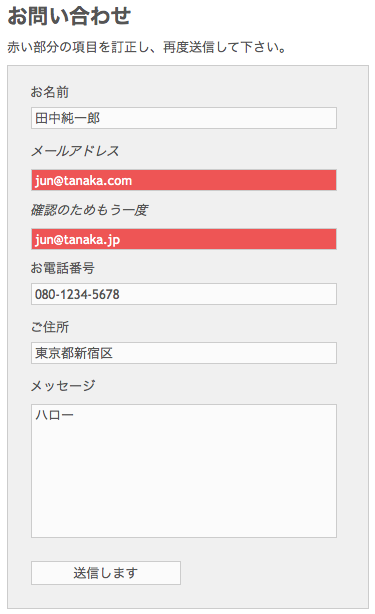 お問い合わせ
赤い部分の項目を訂正し、再度送信して下さい。
お名前
田中純一郎
メールアドレス
jun@tanaka.com
確認のためもう一度
jun@tanaka.jp
お電話番号
080-1234-5678
ご住所
東京都新宿区
メッセージ
ハロー
送信します